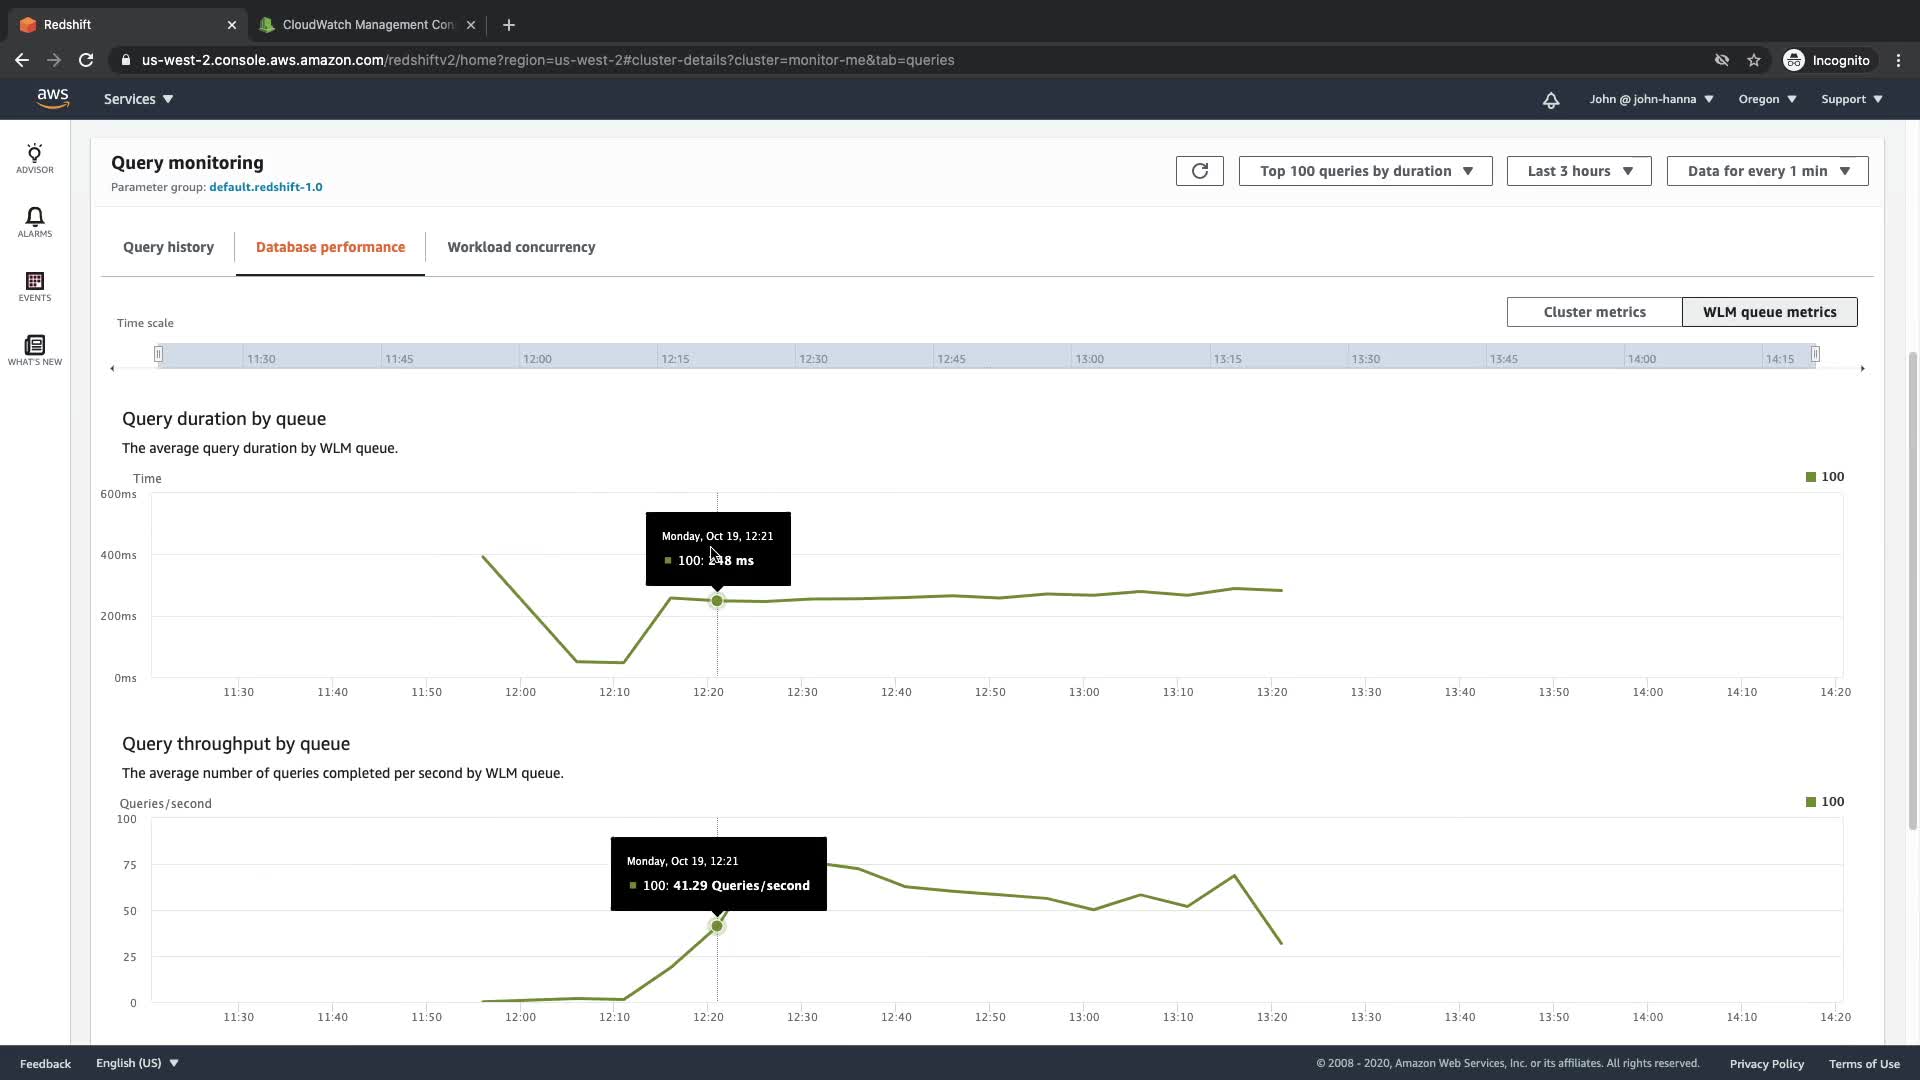 Redshift
CloudWatch Management Con
us-west-2.console.aws.amazon.com/redshiftv2/home?region=us-west-2#cluster-details?cluster=monitor-me&tab=queries
Incognito
aws
Services
John @ john-hanna
Oregon
Support
ADVISOR
ALARMS
EVENTS
WHAT'S NEW
Query monitoring
Parameter group: default.redshift-1.0
Top 100 queries by duration
Last 3 hours
Data for every 1 min
Query history
Database performance
Workload concurrency
Cluster metrics
WLM queue metrics
Time scale
11:30 11:45 12:00 12:15 12:30 12:45 13:00 13:15 13:30 13:45 14:00 14:15
Query duration by queue
The average query duration by WLM queue.
Time
100
600ms
400ms
200ms
0ms
Monday, Oct 19, 12:21
100: 248 ms
11:30 11:40 11:50 12:00 12:10 12:20 12:30 12:40 12:50 13:00 13:10 13:20 13:30 13:40 13:50 14:00 14:10 14:20
Query throughput by queue
The average number of queries completed per second by WLM queue.
Queries/second
100
100
75
50
25
0
Monday, Oct 19, 12:21
100: 41.29 Queries/second
11:30 11:40 11:50 12:00 12:10 12:20 12:30 12:40 12:50 13:00 13:10 13:20 13:30 13:40 13:50 14:00 14:10 14:20
Feedback
English (US)
© 2008 - 2020, Amazon Web Services, Inc. or its affiliates. All rights reserved.
Privacy Policy
Terms of Use